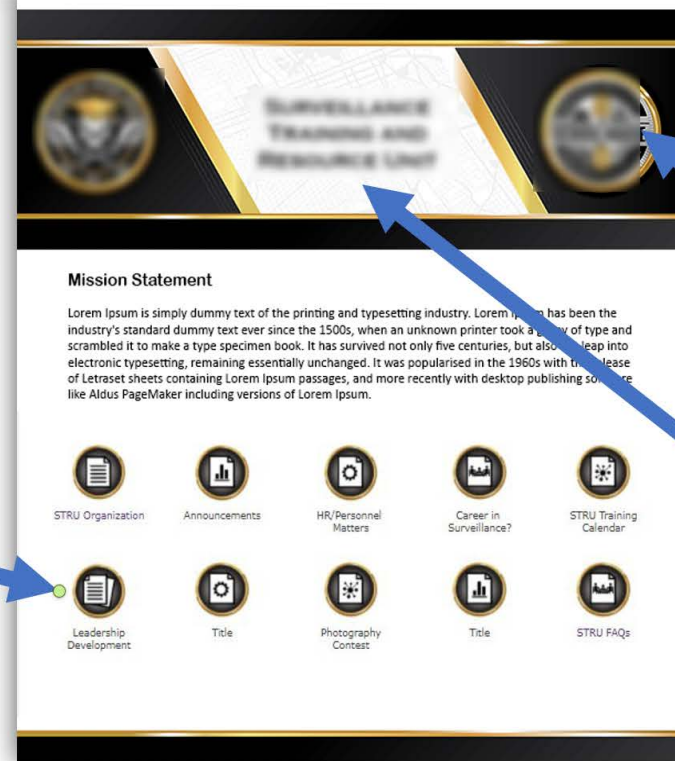 SURVEILLANCE
TRAINING AND
RESOURCE UNIT
Mission Statement
Lorem Ipsum is simply dummy text of the printing and typesetting industry. Lorem has been the
industry's standard dummy text ever since the 1500s, when an unknown printer took a of type and
scrambled it to make a type specimen book. It has survived not only five centuries, but also leap into
electronic typesetting, remaining essentially unchanged. It was popularised in the 1960s with
of Letraset sheets containing Lorem Ipsum passages, and more recently with desktop publishing
like Aldus PageMaker including versions of Lorem Ipsum.
STRU Organization
Announcements
HR/Personnel
Matters
Career in
Surveillance?
STRU Training
Calendar
Leadership
Development
Title
Photography
Contest
Title
STRU FAQs